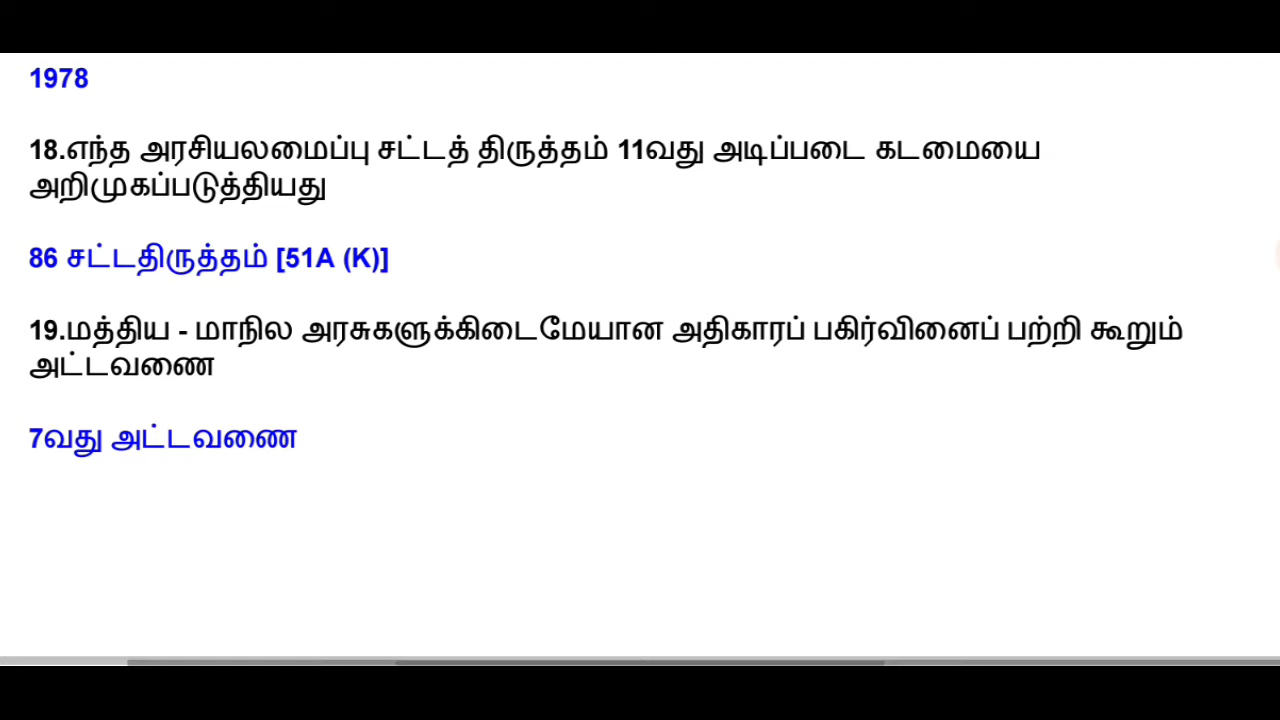 1978
18.எந்த அரசியலமைப்பு சட்டத் திருத்தம் 11வது அடிப்படை கடமையை
அறிமுகப்படுத்தியது
86 சட்டதிருத்தம் [51A (K)]
19.மத்திய - மாநில அரசுகளுக்கிடைமேயான அதிகாரப் பகிர்வினைப் பற்றி கூறும்
அட்டவணை
7வது அட்டவணை